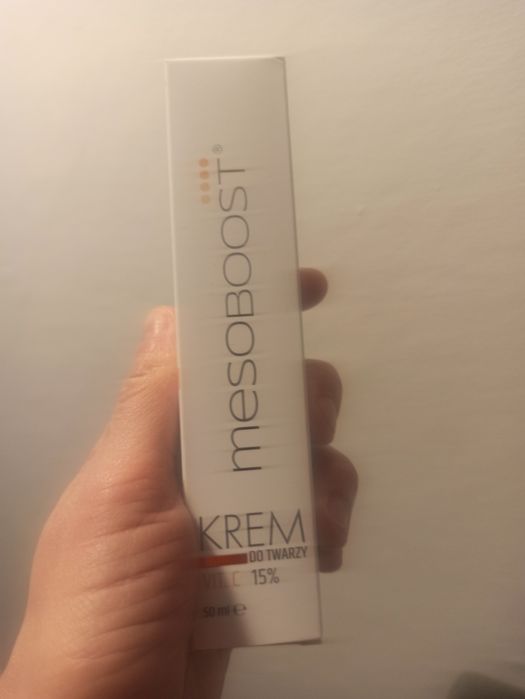 mesoBOOST®
KREM
DO TWARZY
VIT. C 15%
50 ml ℮